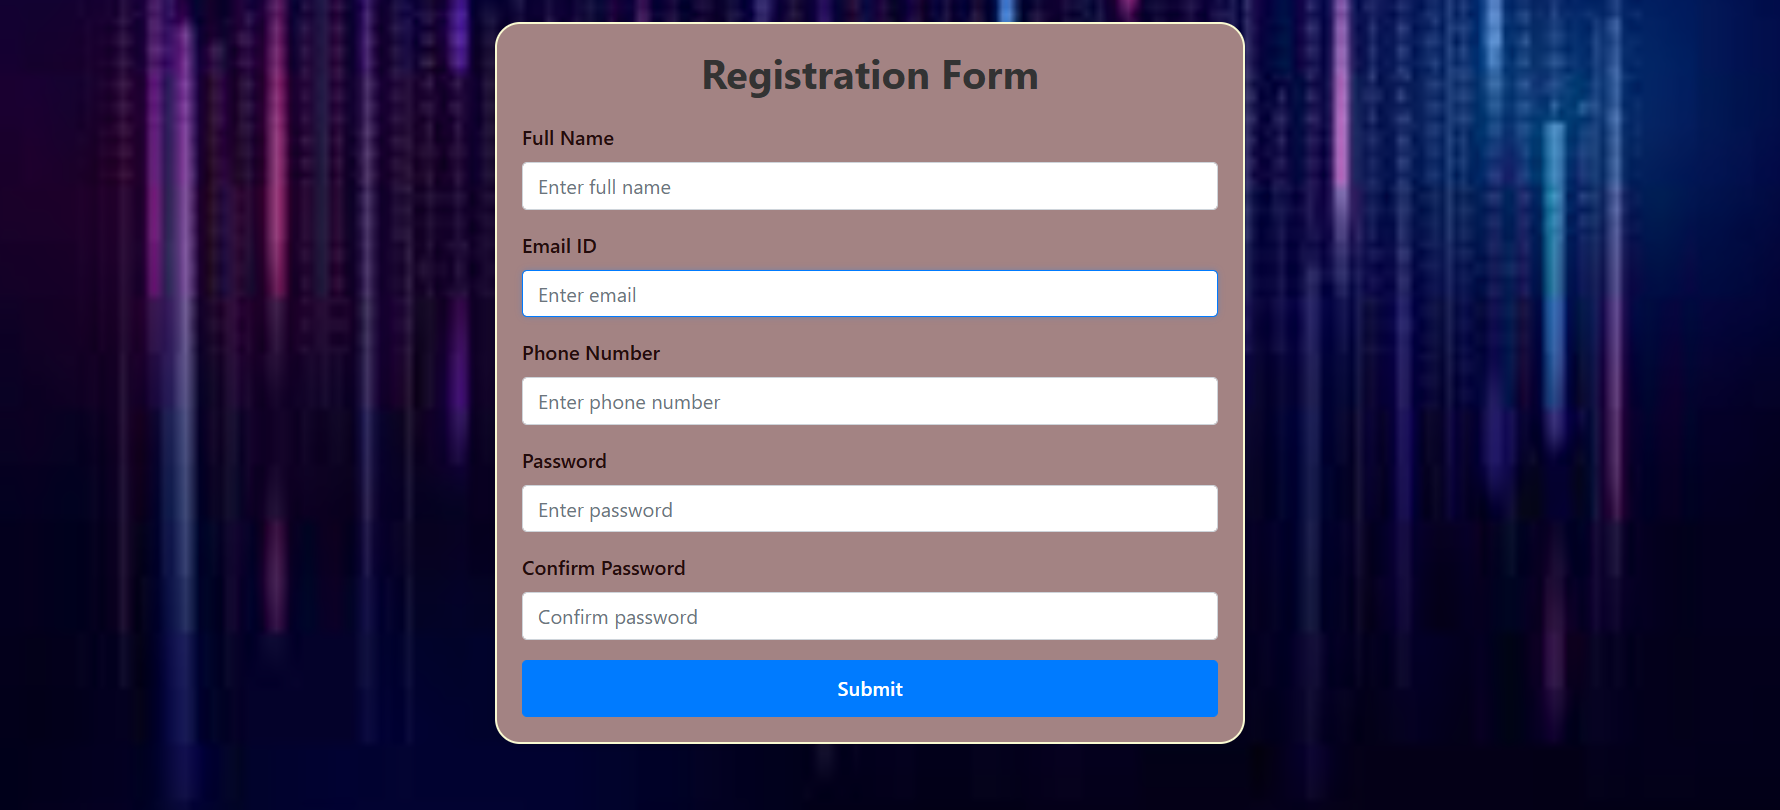 Registration Form
Full Name
Enter full name
Email ID
Enter email
Phone Number
Enter phone number
Password
Enter password
Confirm Password
Confirm password
Submit